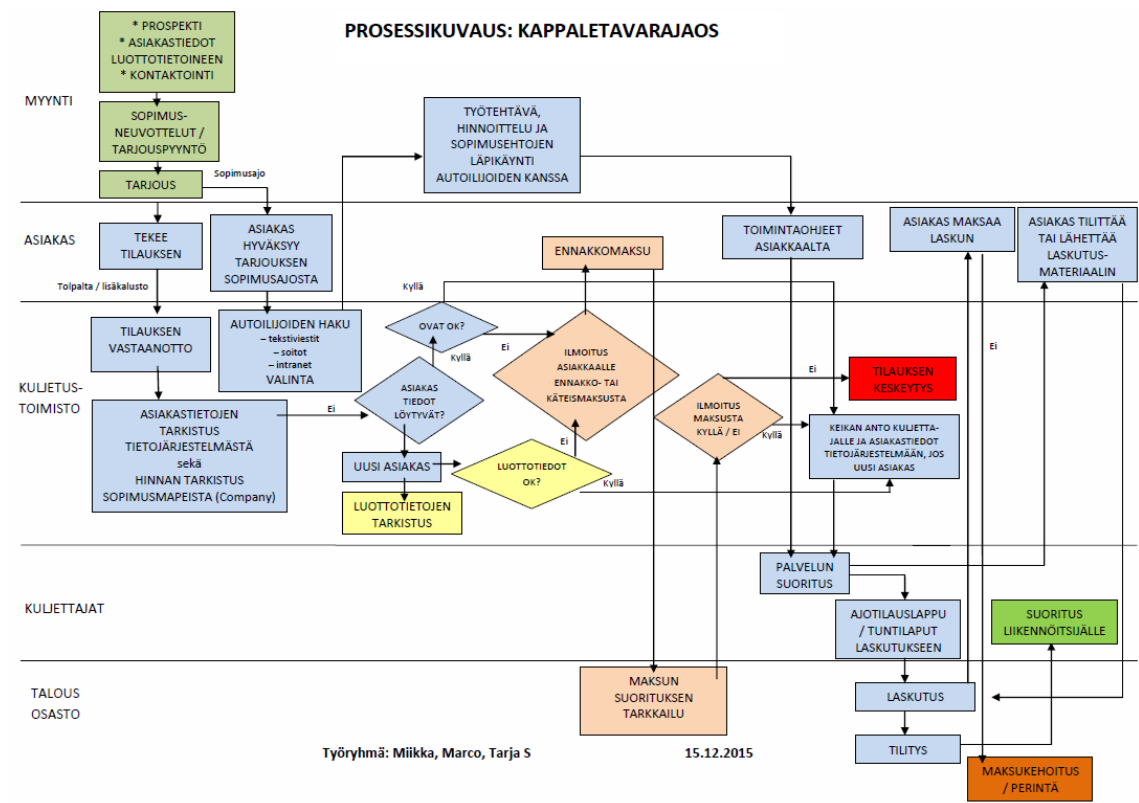 PROSESSIKUVAUS: KAPPALETAVARAJAOS
MYYNTI
* PROSPEKTI
* ASIAKASTIEDOT
LUOTTOTIETOINEEN
* KONTAKTOINTI
SOPIMUS-
NEUVOTTELUT /
TARJOUSPYYNTÖ
TARJOUS
Sopimusajo
TYÖTEHTÄVÄ,
HINNOITTELU JA
SOPIMUSEHTOJEN
LÄPIKÄYNTI
AUTOILIJOIDEN KANSSA
ASIAKAS
TEKEE
TILAUKSEN
ASIAKAS
HYVÄKSYY
TARJOUKSEN
SOPIMUSAJOSTA
ENNAKKOMAKSU
TOIMINTAOHJEET
ASIAKKAALTA
ASIAKAS MAKSAA
LASKUN
ASIAKAS TILITTÄÄ
TAI LÄHETTÄÄ
LASKUTUS-
MATERIAALIN
Tolpalta / lisäkalusto
Kyllä
KULJETUS-
TOIMISTO
TILAUKSEN
VASTAANOTTO
AUTOILIJOIDEN HAKU
– tekstiviestit
– soitot
– intranet
VALINTA
OVAT OK?
Ei
Kyllä
ASIAKAS
TIEDOT
LÖYTYVÄT?
Ei
ASIAKASTIETOJEN
TARKISTUS
TIETOJÄRJESTELMÄSTÄ
sekä
HINNAN TARKISTUS
SOPIMUSMAPEISTA (Company)
UUSI ASIAKAS
LUOTTOTIETOJEN
TARKISTUS
LUOTTOTIEDOT
OK?
Ei
Kyllä
ILMOITUS
ASIAKKAALLE
ENNAKKO- TAI
KÄTEISMAKSUSTA
ILMOITUS
MAKSUSTA
KYLLÄ / EI
Ei
Kyllä
TILAUKSEN
KESKEYTYS
KEIKAN ANTO KULJETTA-
JALLE JA ASIAKASTIEDOT
TIETOJÄRJESTELMÄÄN, JOS
UUSI ASIAKAS
Ei
KULJETTAJAT
PALVELUN
SUORITUS
AJOTILAUSLAPPU
/ TUNTILAPUT
LASKUTUKSEEN
SUORITUS
LIIKENNÖITSIJÄLLE
TALOUS
OSASTO
MAKSUN
SUORITUKSEN
TARKKAILU
LASKUTUS
TILITYS
MAKSUKEHOITUS
/ PERINTÄ
Työryhmä: Miikka, Marco, Tarja S
15.12.2015